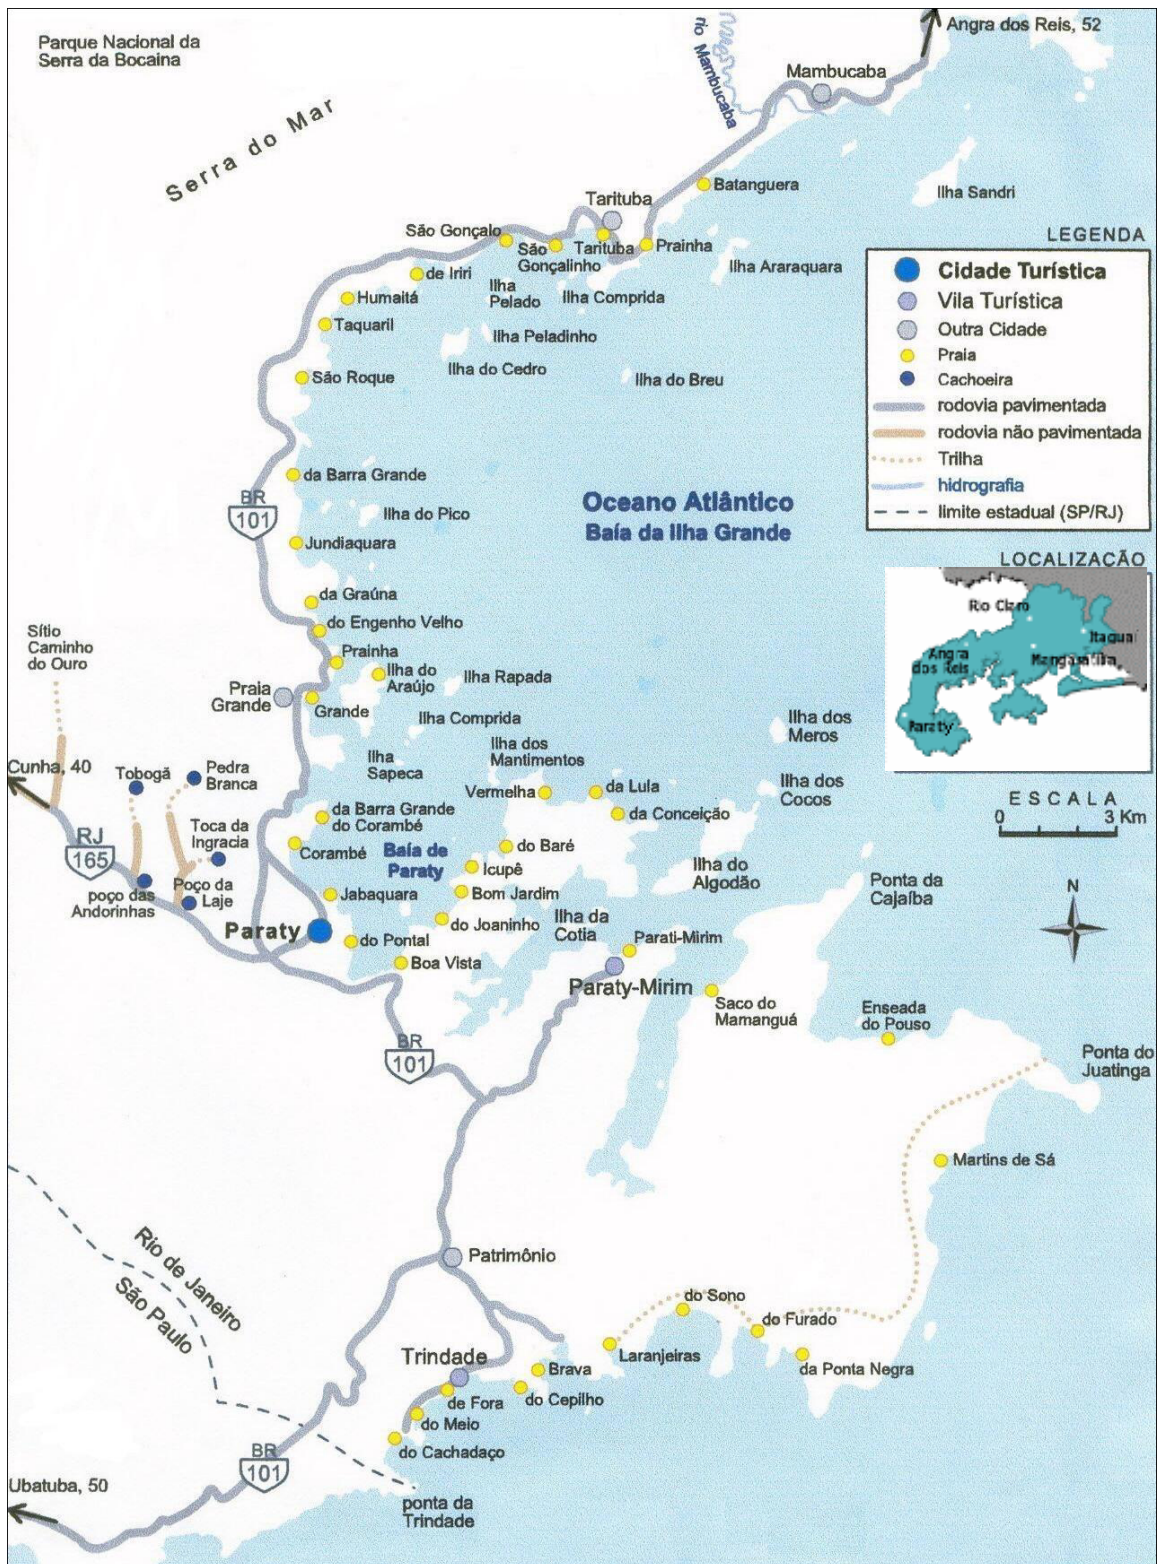 Parque Nacional da
Serra da Bocaina
Angra dos Reis, 52
rio Mambucaba
Mambucaba
Serra do Mar
Batanguera
Ilha Sandri
Tarituba
São Gonçalo
São
Gonçalinho
Tarituba
Prainha
LEGENDA
Cidade Turística
Vila Turística
Outra Cidade
Praia
Cachoeira
rodovia pavimentada
rodovia não pavimentada
Trilha
hidrografia
limite estadual (SP/RJ)
de Iriri
Ilha
Pelado
Ilha Comprida
Ilha Araraquara
Humaitá
Taquaril
Ilha Peladinho
Ilha do Cedro
Ilha do Breu
São Roque
da Barra Grande
BR
101
Ilha do Pico
Oceano Atlântico
Baía da Ilha Grande
Jundiaquara
LOCALIZAÇÃO
Rio Claro
Itaguaí
Angra
dos Reis
Mangaratiba
Paraty
da Graúna
do Engenho Velho
Sítio
Caminho
do Ouro
Prainha
Ilha do
Araújo
Ilha Rapada
Praia
Grande
Grande
Ilha Comprida
Ilha dos
Meros
Ilha
Sapeca
Ilha dos
Mantimentos
Cunha, 40
Tobogã
Pedra
Branca
Vermelha
da Lula
Ilha dos
Cocos
ESCALA
0 3 Km
da Barra Grande
do Corambé
da Conceição
Toca da
Ingracia
RJ
165
Corambé
Baía de
Paraty
do Baré
Icupê
Ilha do
Algodão
poço das
Andorinhas
Poço da
Laje
Jabaquara
Bom Jardim
Ponta da
Cajaíba
N
Paraty
do Pontal
do Joaninho
Ilha da
Cotia
Parati-Mirim
Boa Vista
Paraty-Mirim
Saco do
Mamanguá
Enseada
do Pouso
BR
101
Ponta do
Juatinga
Martins de Sá
Rio de Janeiro
São Paulo
Patrimônio
do Sono
do Furado
Laranjeiras
da Ponta Negra
Trindade
Brava
de Fora
do Cepilho
do Meio
do Cachadaço
BR
101
Ubatuba, 50
ponta da
Trindade